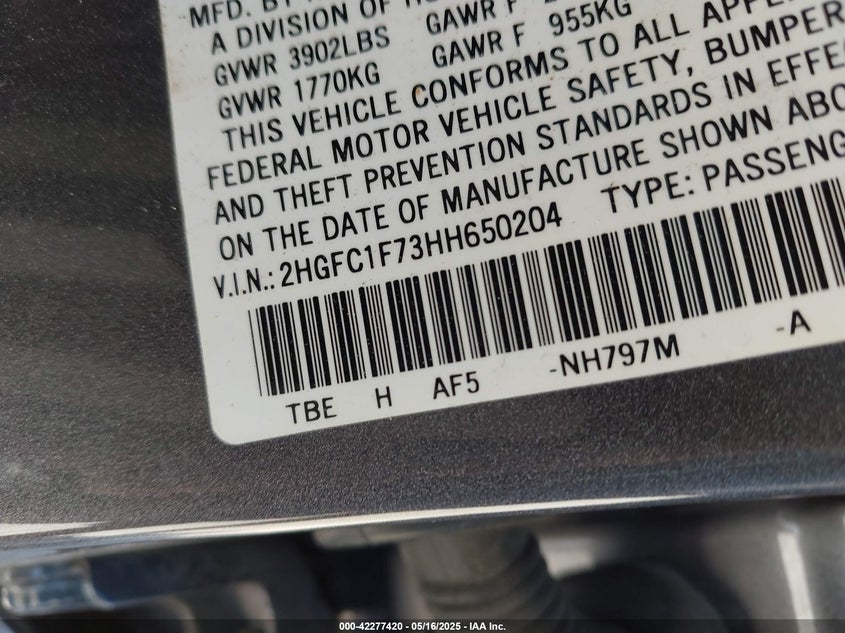 MFD. BY
A DIVISION OF
GVWR 3902LBS GAWR F
GVWR 1770KG GAWR F 955KG
THIS VEHICLE CONFORMS TO ALL
FEDERAL MOTOR VEHICLE SAFETY, BUMPER
AND THEFT PREVENTION STANDARDS IN
ON THE DATE OF MANUFACTURE SHOWN
V.I.N.: 2HGFC1F73HH650204 TYPE:
TBE H AF5 -NH797M -A
000-42277420 - 05/16/2025 - IAA Inc.